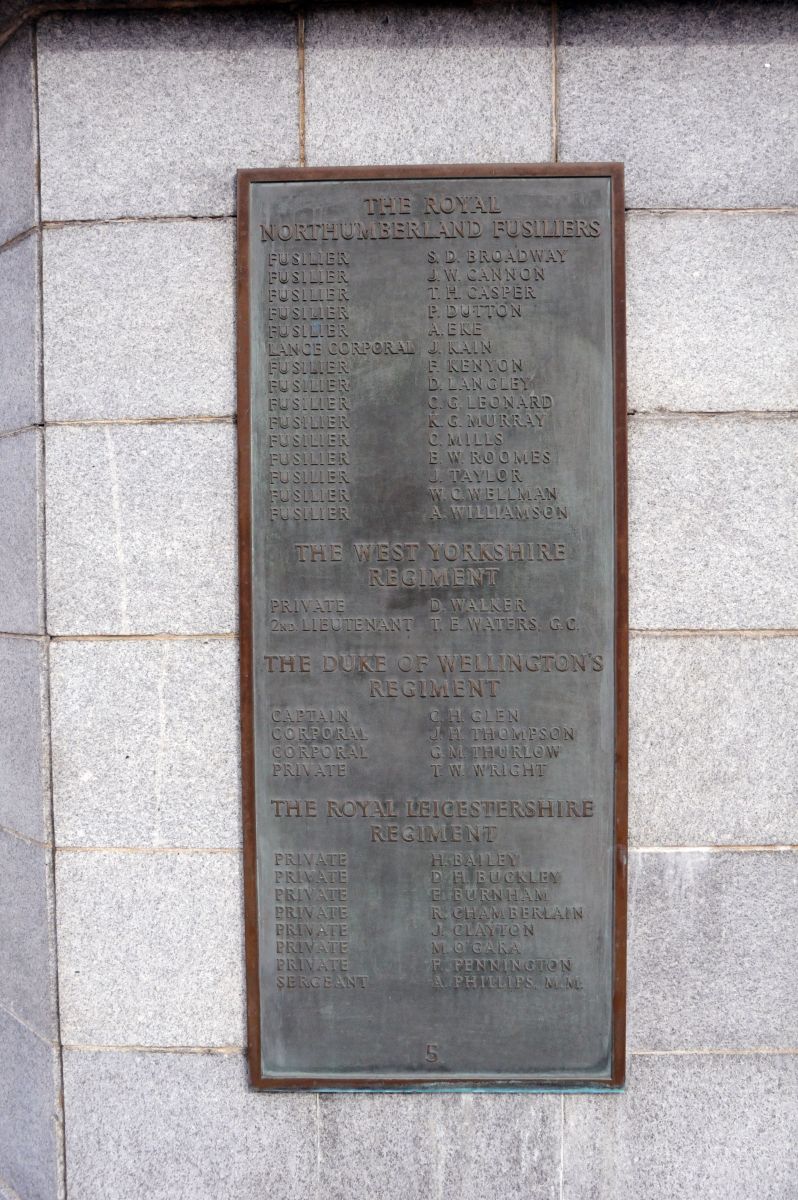 THE ROYAL
NORTHUMBERLAND FUSILIERS
FUSILIER S. D. BROADWAY
FUSILIER J. W. CANNON
FUSILIER T. H. CASPER
FUSILIER P. DUTTON
FUSILIER A. EKE
LANCE CORPORAL J. KAIN
FUSILIER F. KENYON
FUSILIER D. LANGLEY
FUSILIER C. G. LEONARD
FUSILIER K. G. MURRAY
FUSILIER C. MILLS
FUSILIER E. W. ROOMES
FUSILIER J. TAYLOR
FUSILIER W. C. WELLMAN
FUSILIER A. WILLIAMSON
THE WEST YORKSHIRE
REGIMENT
PRIVATE D. WALKER
2ND. LIEUTENANT T. E. WATERS, G.C.
THE DUKE OF WELLINGTON'S
REGIMENT
CAPTAIN C. H. GLEN
CORPORAL J. H. THOMPSON
CORPORAL G. M. THURLOW
PRIVATE T. W. WRIGHT
THE ROYAL LEICESTERSHIRE
REGIMENT
PRIVATE H. BAILEY
PRIVATE D. H. BUCKLEY
PRIVATE E. BURNHAM
PRIVATE R. CHAMBERLAIN
PRIVATE J. CLAYTON
PRIVATE M. O'GARA
PRIVATE F. PENNINGTON
SERGEANT A. PHILLIPS, M.M.
5